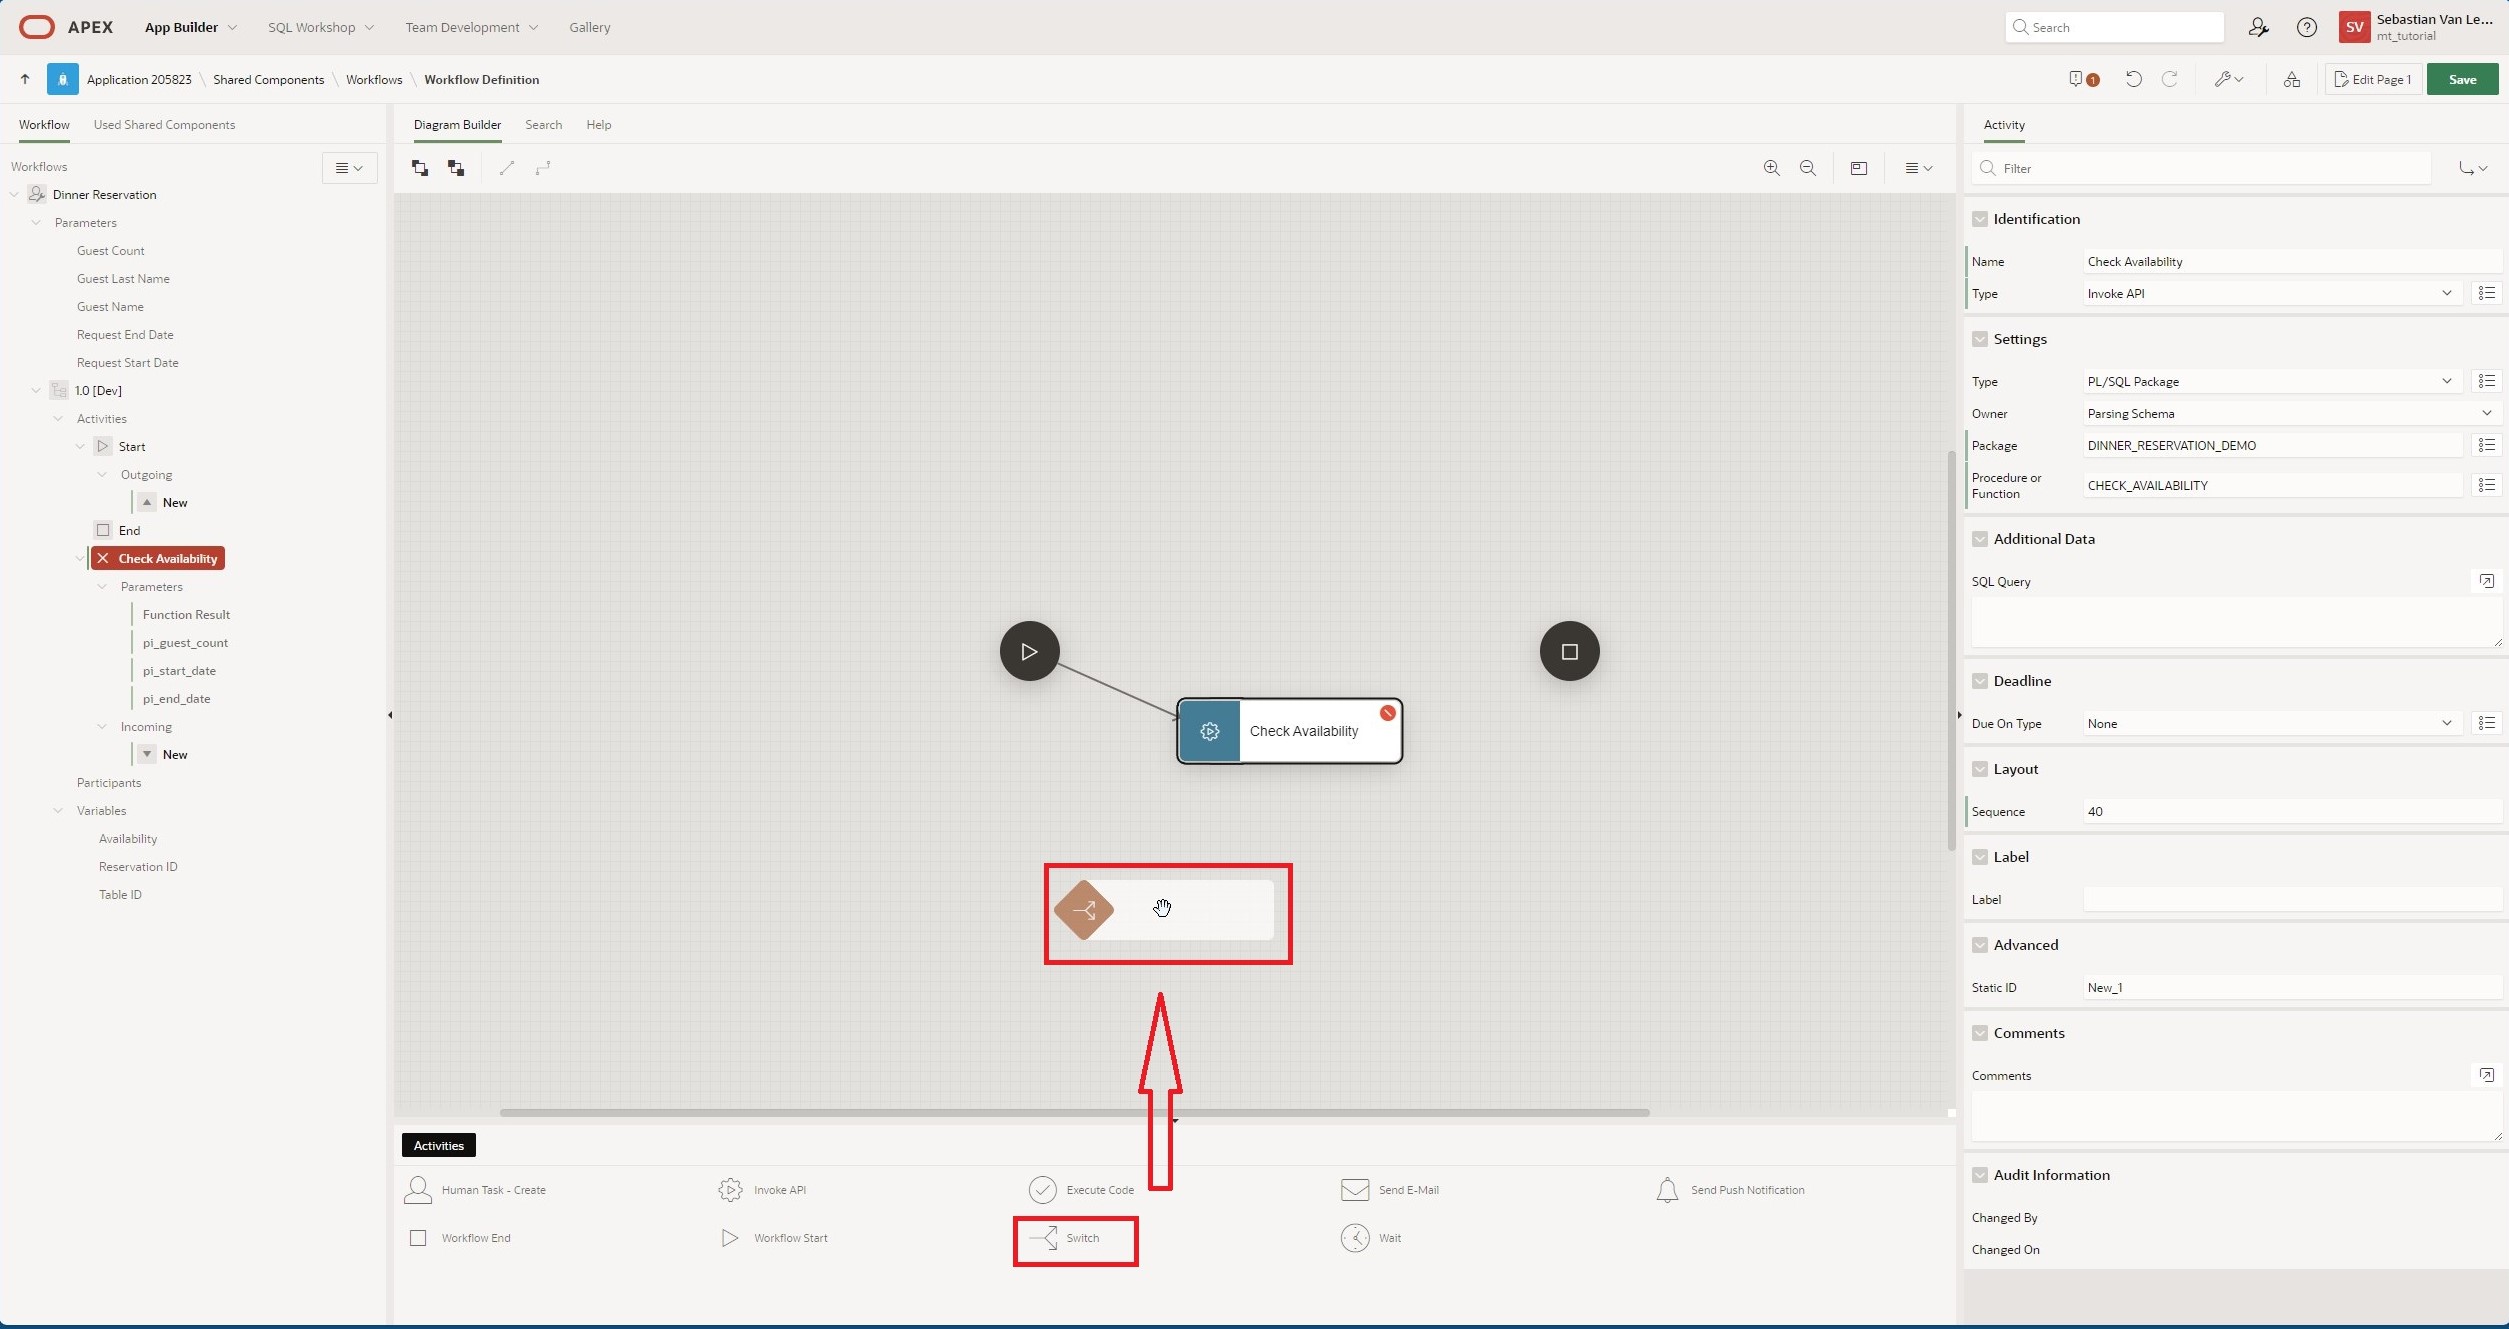 APEX App Builder SQL Workshop Team Development Gallery Search SV Sebastian Van Le...
mt_tutorial
Application 205823 \ Shared Components \ Workflows \ Workflow Definition 1 Edit Page 1 Save
Workflow Used Shared Components
Workflows
Dinner Reservation
Parameters
Guest Count
Guest Last Name
Guest Name
Request End Date
Request Start Date
1.0 [Dev]
Activities
Start
Outgoing
New
End
Check Availability
Parameters
Function Result
pi_guest_count
pi_start_date
pi_end_date
Incoming
New
Participants
Variables
Availability
Reservation ID
Table ID
Diagram Builder Search Help
Check Availability
Activities
Human Task - Create Invoke API Execute Code Send E-Mail Send Push Notification
Workflow End Workflow Start Switch Wait
Activity
Filter
Identification
Name Check Availability
Type Invoke API
Settings
Type PL/SQL Package
Owner Parsing Schema
Package DINNER_RESERVATION_DEMO
Procedure or
Function CHECK_AVAILABILITY
Additional Data
SQL Query
Deadline
Due On Type None
Layout
Sequence 40
Label
Label
Advanced
Static ID New_1
Comments
Comments
Audit Information
Changed By
Changed On